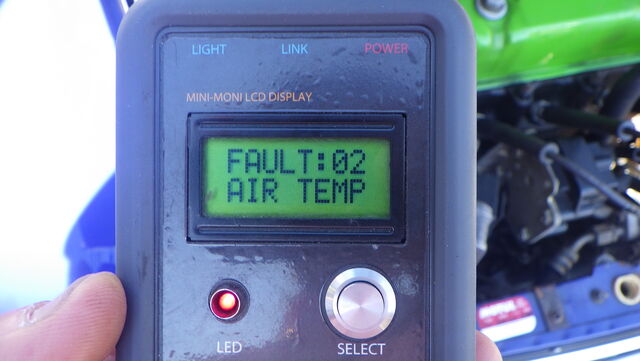 LIGHT LINK POWER
MINI-MONI LCD DISPLAY
FAULT:02
AIR TEMP
LED SELECT